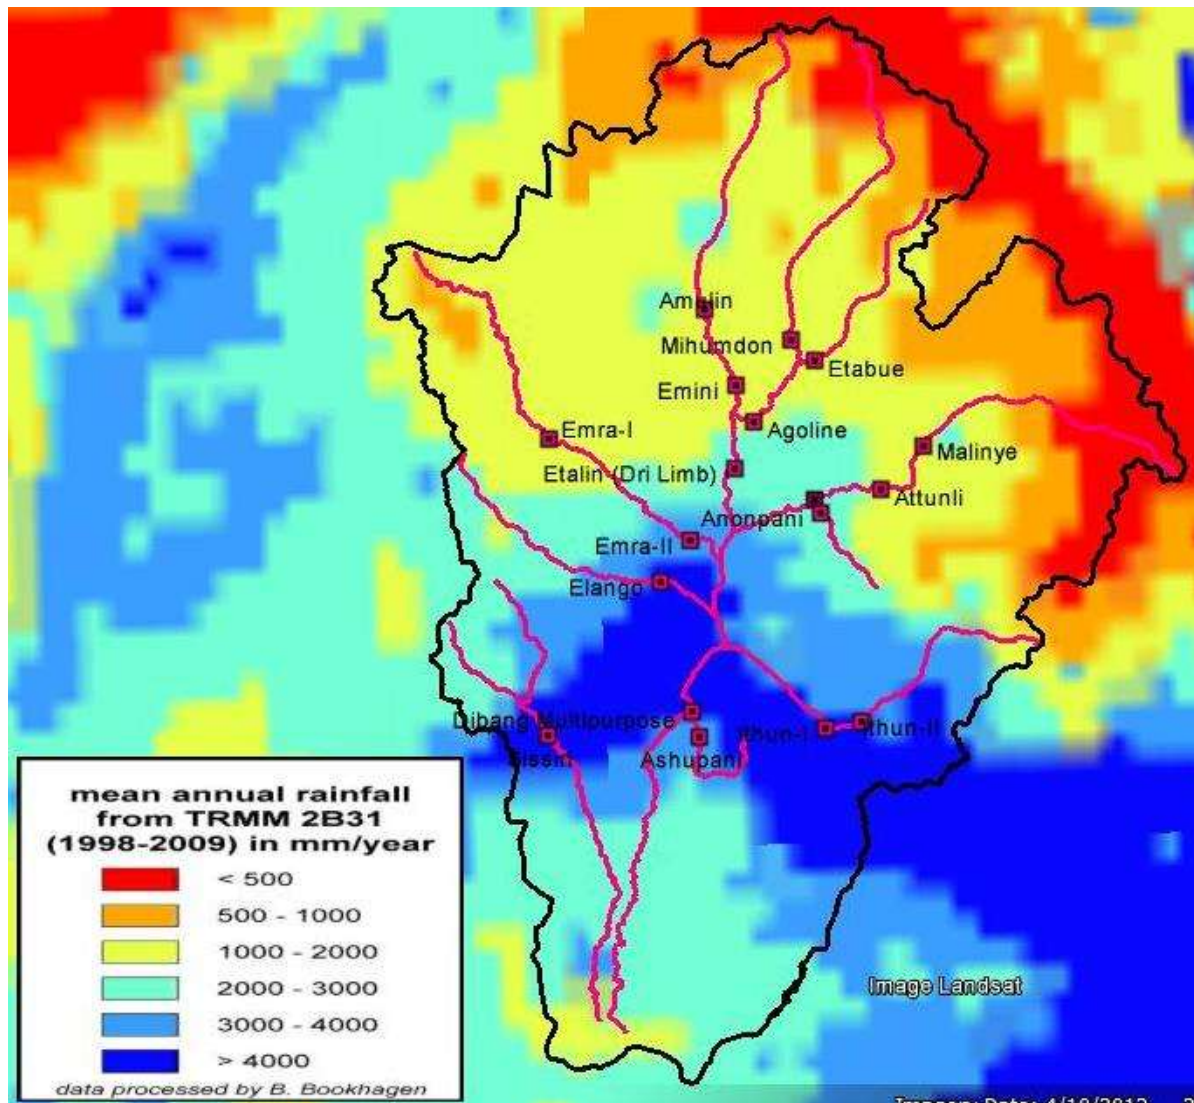 Amulin
Mihumdon
Etabue
Emini
Agoline
Emra-I
Malinye
Etalin (Dri Limb)
Attunli
Anonpani
Emra-II
Elango
Dibang Multipurpose
Ithun-I
Ithun-II
Sissiri
Ashupani
mean annual rainfall
from TRMM 2B31
(1998-2009) in mm/year
< 500
500 - 1000
1000 - 2000
2000 - 3000
3000 - 4000
> 4000
data processed by B. Bookhagen
Image Landsat